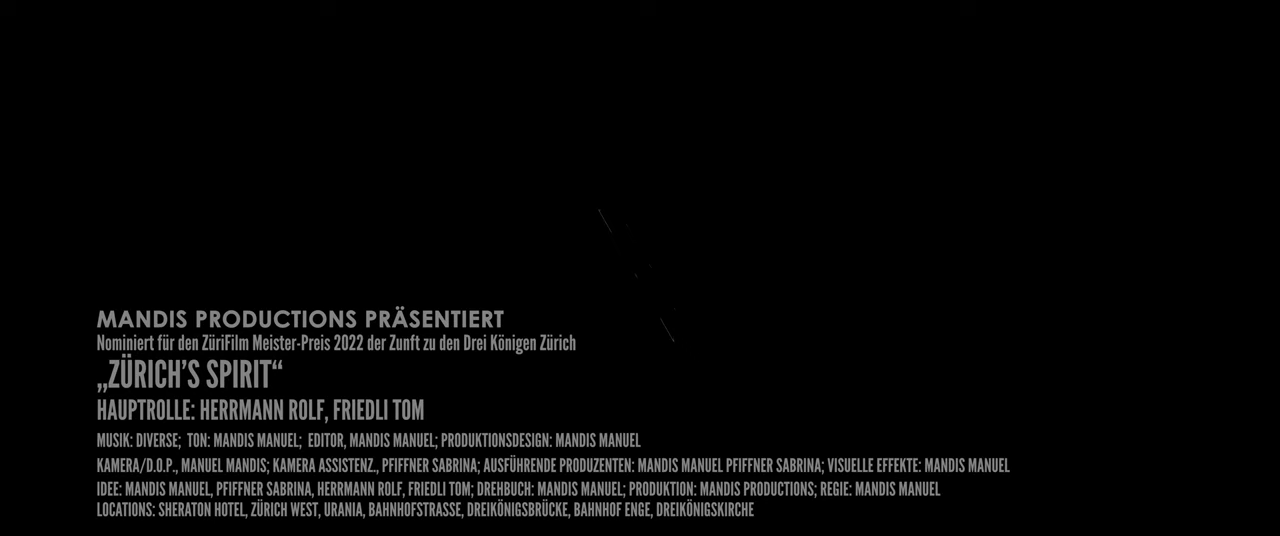 MANDIS PRODUCTIONS PRÄSENTIERT
Nominiert für den ZüriFilm Meister-Preis 2022 der Zunft zu den Drei Königen Zürich
„ZÜRICH’S SPIRIT“
HAUPTROLLE: HERRMANN ROLF, FRIEDLI TOM
MUSIK: DIVERSE; TON: MANDIS MANUEL; EDITOR, MANDIS MANUEL; PRODUKTIONSDESIGN: MANDIS MANUEL
KAMERA/D.O.P., MANUEL MANDIS; KAMERA ASSISTENZ., PFIFFNER SABRINA; AUSFÜHRENDE PRODUZENTEN: MANDIS MANUEL PFIFFNER SABRINA; VISUELLE EFFEKTE: MANDIS MANUEL
IDEE: MANDIS MANUEL, PFIFFNER SABRINA, HERRMANN ROLF, FRIEDLI TOM; DREHBUCH: MANDIS MANUEL; PRODUKTION: MANDIS PRODUCTIONS; REGIE: MANDIS MANUEL
LOCATIONS: SHERATON HOTEL, ZÜRICH WEST, URANIA, BAHNHOFSTRASSE, DREIKÖNIGSBRÜCKE, BAHNHOF ENGE, DREIKÖNIGSKIRCHE